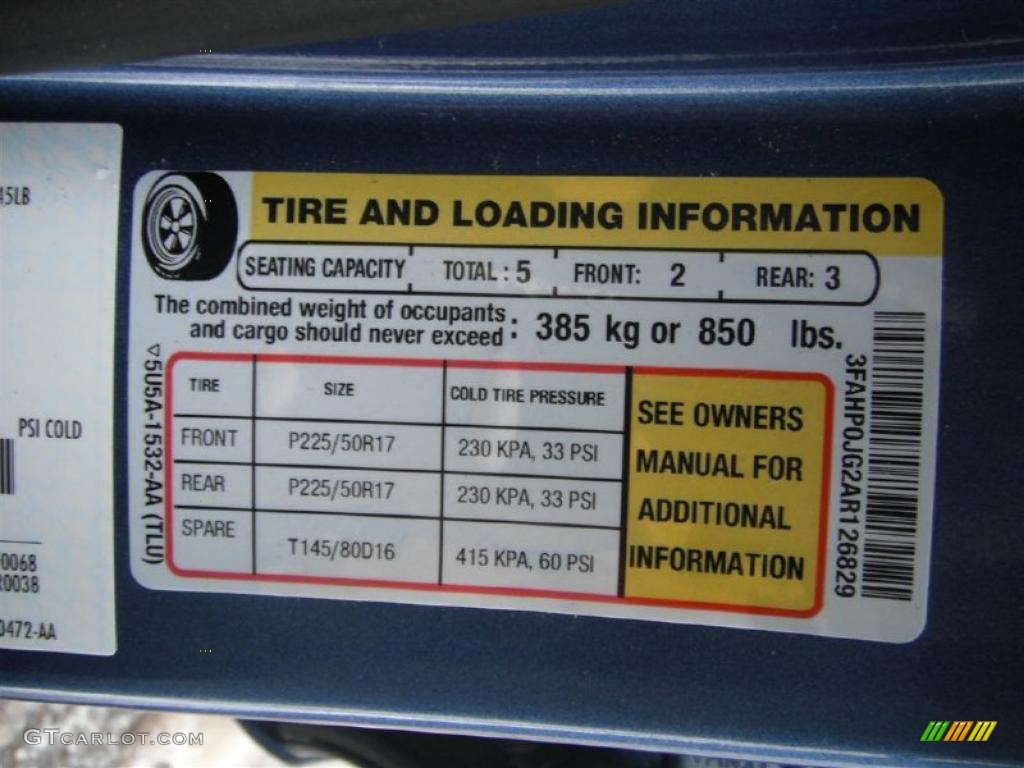 45LB
PSI COLD
0068
0038
0472-AA
TIRE AND LOADING INFORMATION
SEATING CAPACITY TOTAL: 5 FRONT: 2 REAR: 3
The combined weight of occupants
and cargo should never exceed : 385 kg or 850 lbs.
TIRE SIZE COLD TIRE PRESSURE
FRONT P225/50R17 230 KPA, 33 PSI
REAR P225/50R17 230 KPA, 33 PSI
SPARE T145/80D16 415 KPA, 60 PSI
SEE OWNERS
MANUAL FOR
ADDITIONAL
INFORMATION
5U5A-1532-AA (TLU)
3FAHP0JG2AR126829
GTCARLOT.COM